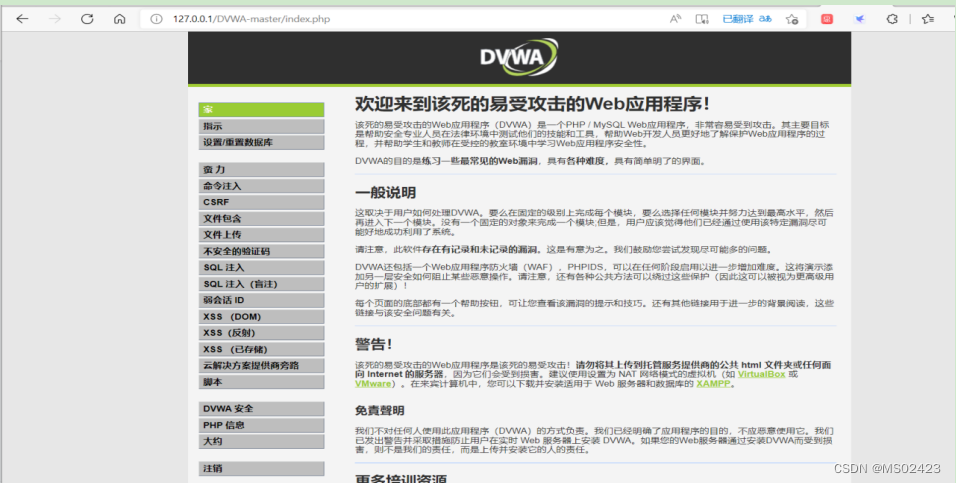 127.0.0.1/DVWA-master/index.php
已翻译
DVWA
家
指示
设置/重置数据库
蛮 力
命令注入
CSRF
文件包含
文件上传
不安全的验证码
SQL 注入
SQL 注入（盲注）
弱会话 ID
XSS （DOM）
XSS（反射）
XSS （已存储）
云解决方案提供商旁路
脚本
DVWA 安全
PHP 信息
大约
注销
欢迎来到该死的易受攻击的Web应用程序！
该死的易受攻击的Web应用程序（DVWA）是一个PHP / MySQL Web应用程序，非常容易受到攻击。其主要目标
是帮助安全专业人员在法律环境中测试他们的技能和工具，帮助Web开发人员更好地了解保护Web应用程序的过
程，并帮助学生和教师在受控的教室环境中学习Web应用程序安全性。
DVWA的目的是练习一些最常见的Web漏洞，具有各种难度，具有简单明了的界面。
一般说明
这取决于用户如何处理DVWA。要么在固定的级别上完成每个模块，要么选择任何模块并努力达到最高水平，然后
再进入下一个模块。没有一个固定的对象来完成一个模块;但是，用户应该觉得他们已经通过使用该特定漏洞尽可
能好地成功利用了系统。
请注意，此软件存在有记录和未记录的漏洞。这是有意为之。我们鼓励您尝试发现尽可能多的问题。
DVWA还包括一个Web应用程序防火墙（WAF），PHPIDS，可以在任何阶段启用以进一步增加难度。这将演示添
加另一层安全如何阻止某些恶意操作。请注意，还有各种公共方法可以绕过这些保护（因此这可以被视为更高级用
户的扩展）！
每个页面的底部都有一个帮助按钮，可让您查看该漏洞的提示和技巧。还有其他链接用于进一步的背景阅读，这些
链接与该安全问题有关。
警告！
该死的易受攻击的Web应用程序是该死的易受攻击！请勿将其上传到托管服务提供商的公共 html 文件夹或任何面
向 Internet 的服务器，因为它们会受到损害。建议使用设置为 NAT 网络模式的虚拟机（如 VirtualBox 或
VMware）。在来宾计算机中，您可以下载并安装适用于 Web 服务器和数据库的 XAMPP。
免責聲明
我们不对任何人使用此应用程序（DVWA）的方式负责。我们已经明确了应用程序的目的，不应恶意使用它。我们
已发出警告并采取措施防止用户在实时 Web 服务器上安装 DVWA。如果您的Web服务器通过安装DVWA而受到损
害，则不是我们的责任，而是上传并安装它的人的责任。
更多培训资源
CSDN @MS02423